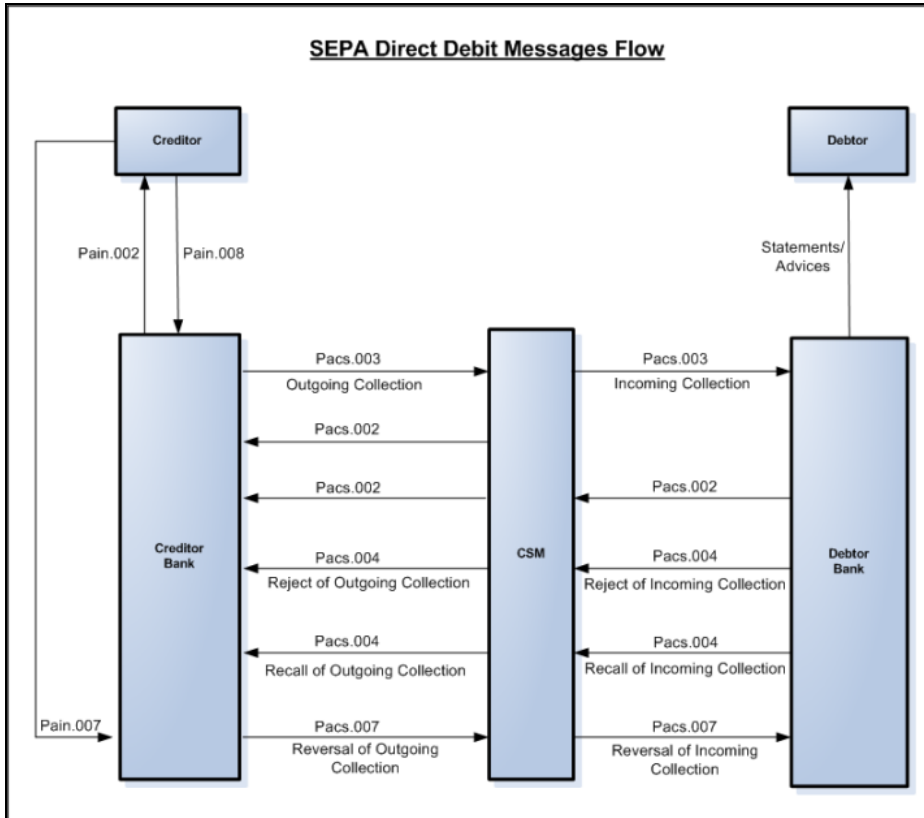 SEPA Direct Debit Messages Flow
Creditor
Debtor
Pain.002
Pain.008
Statements/
Advices
Pacs.003
Outgoing Collection
Pacs.003
Incoming Collection
Pacs.002
Pacs.002
Pacs.002
Creditor
Bank
CSM
Debtor
Bank
Pacs.004
Reject of Outgoing Collection
Pacs.004
Reject of Incoming Collection
Pacs.004
Recall of Outgoing Collection
Pacs.004
Recall of Incoming Collection
Pain.007
Pacs.007
Reversal of Outgoing
Collection
Pacs.007
Reversal of Incoming
Collection